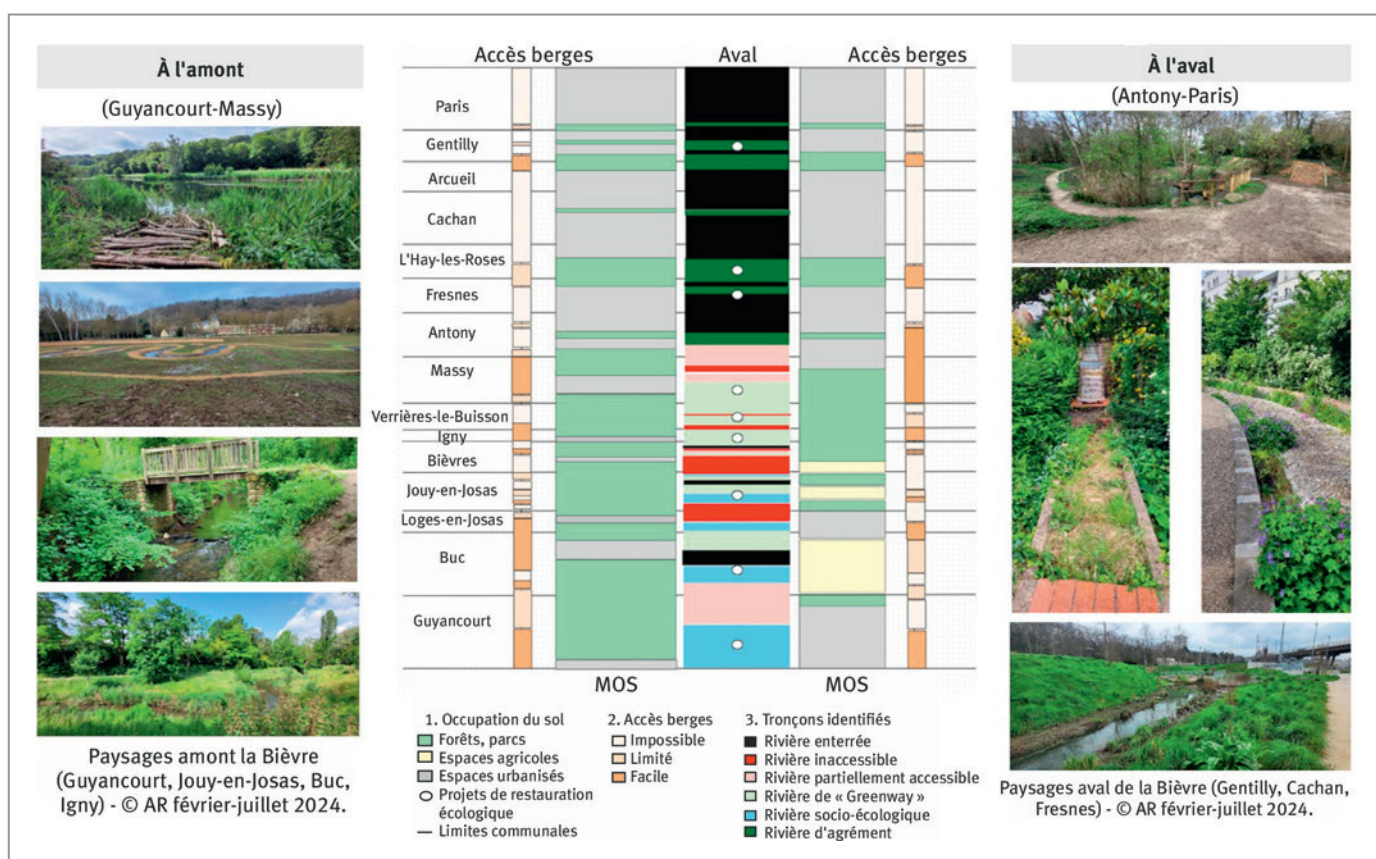 À l'amont
(Guyancourt-Massy)
Paysages amont la Bièvre
(Guyancourt, Jouy-en-Josas, Buc,
Igny) - © AR février-juillet 2024.
Accès berges
Aval
Accès berges
Paris
Gentilly
Arcueil
Cachan
L'Hay-les-Roses
Fresnes
Antony
Massy
Verrières-le-Buisson
Igny
Bièvres
Jouy-en-Josas
Loges-en-Josas
Buc
Guyancourt
MOS
MOS
1. Occupation du sol
Forêts, parcs
Espaces agricoles
Espaces urbanisés
Projets de restauration
écologique
Limites communales
2. Accès berges
Impossible
Limité
Facile
3. Tronçons identifiés
Rivière enterrée
Rivière inaccessible
Rivière partiellement accessible
Rivière de « Greenway »
Rivière socio-écologique
Rivière d'agrément
À l'aval
(Antony-Paris)
Paysages aval de la Bièvre (Gentilly, Cachan,
Fresnes) - © AR février-juillet 2024.